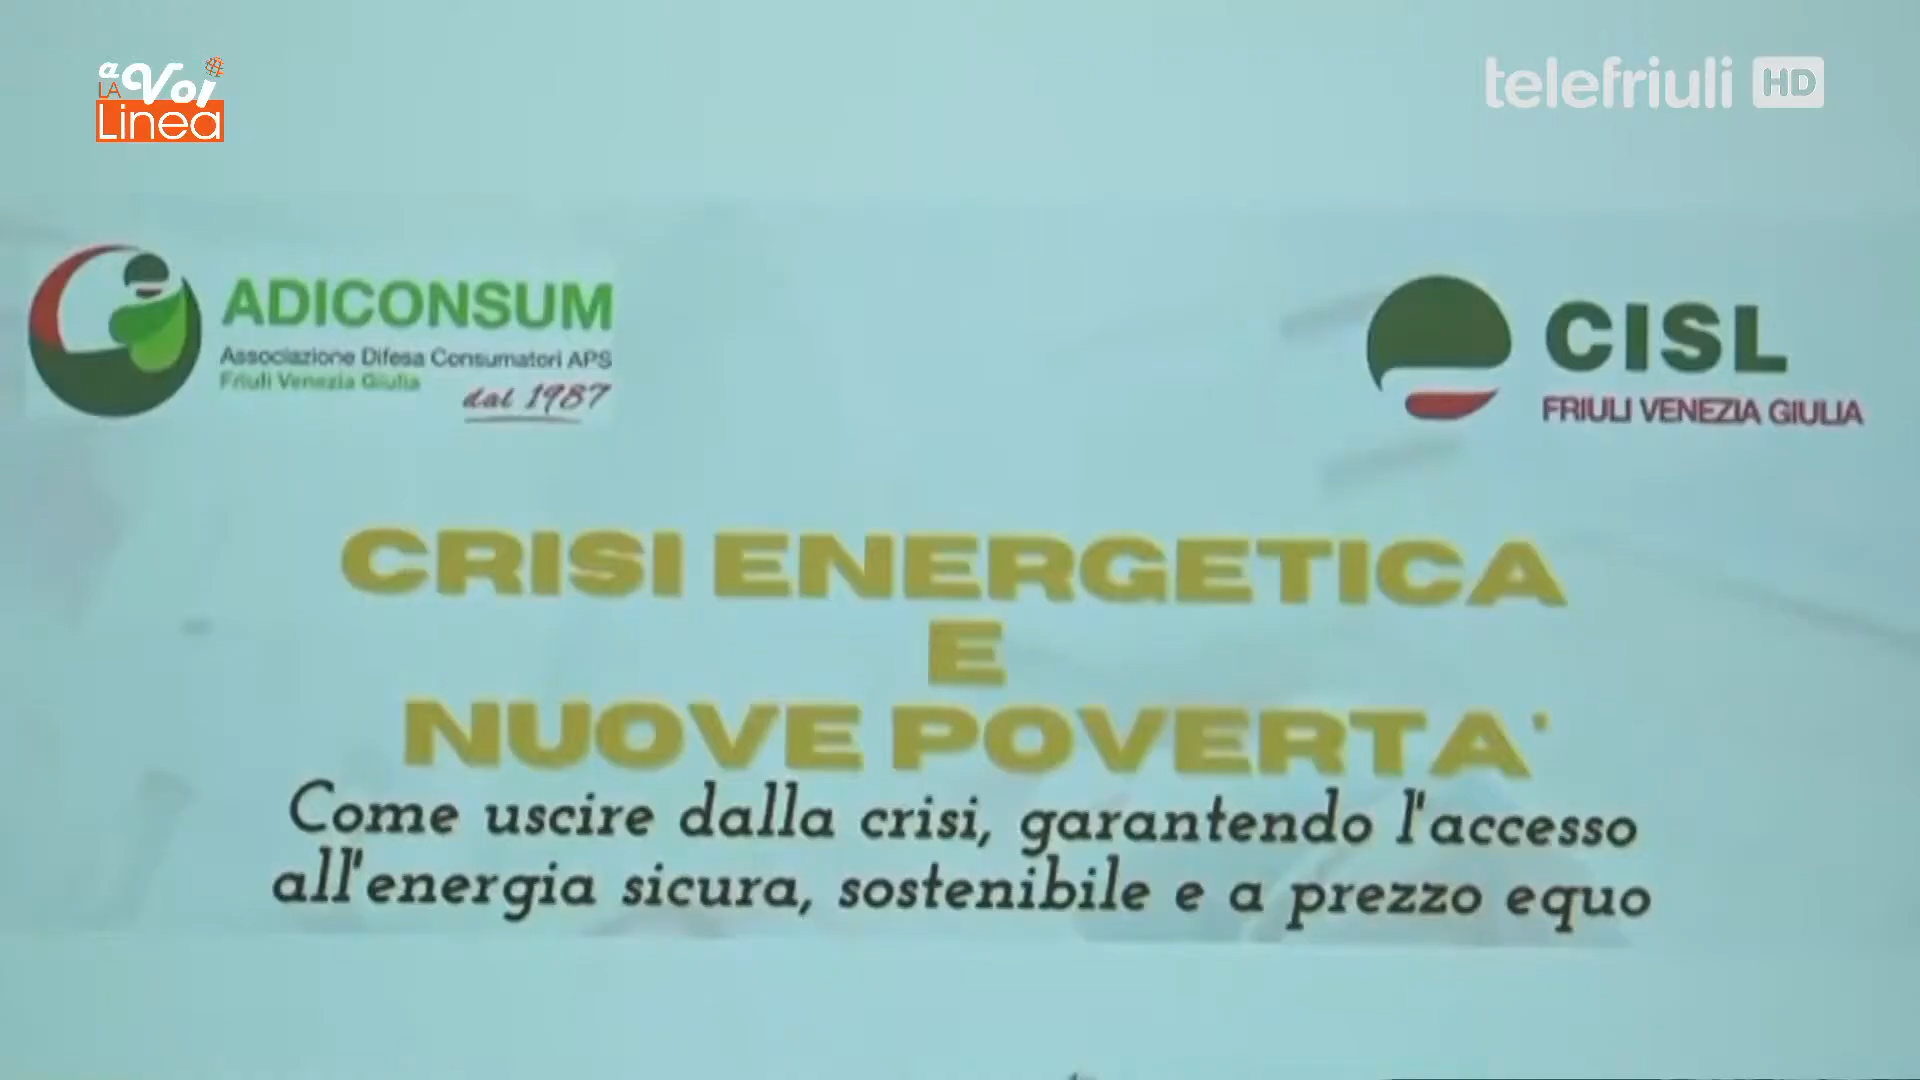 a Voi
LA
Linea
telefriuli HD
ADICONSUM
Associazione Difesa Consumatori APS
Friuli Venezia Giulia
dal 1987
CISL
FRIULI VENEZIA GIULIA
CRISI ENERGETICA
E
NUOVE POVERTA'
Come uscire dalla crisi, garantendo l'accesso
all'energia sicura, sostenibile e a prezzo equo